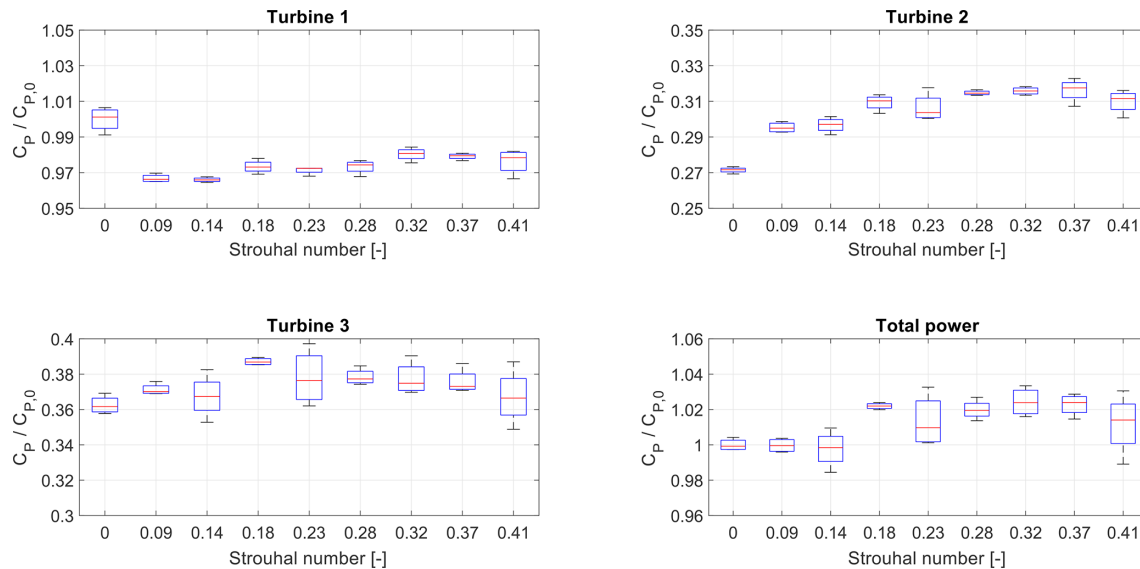 Turbine 1
1.05
1.03
1.01
0.99
0.97
0.95
C_P / C_P,0
0 0.09 0.14 0.18 0.23 0.28 0.32 0.37 0.41
Strouhal number [-]
Turbine 2
0.35
0.33
0.31
0.29
0.27
0.25
C_P / C_P,0
0 0.09 0.14 0.18 0.23 0.28 0.32 0.37 0.41
Strouhal number [-]
Turbine 3
0.4
0.38
0.36
0.34
0.32
0.3
C_P / C_P,0
0 0.09 0.14 0.18 0.23 0.28 0.32 0.37 0.41
Strouhal number [-]
Total power
1.06
1.04
1.02
1
0.98
0.96
C_P / C_P,0
0 0.09 0.14 0.18 0.23 0.28 0.32 0.37 0.41
Strouhal number [-]